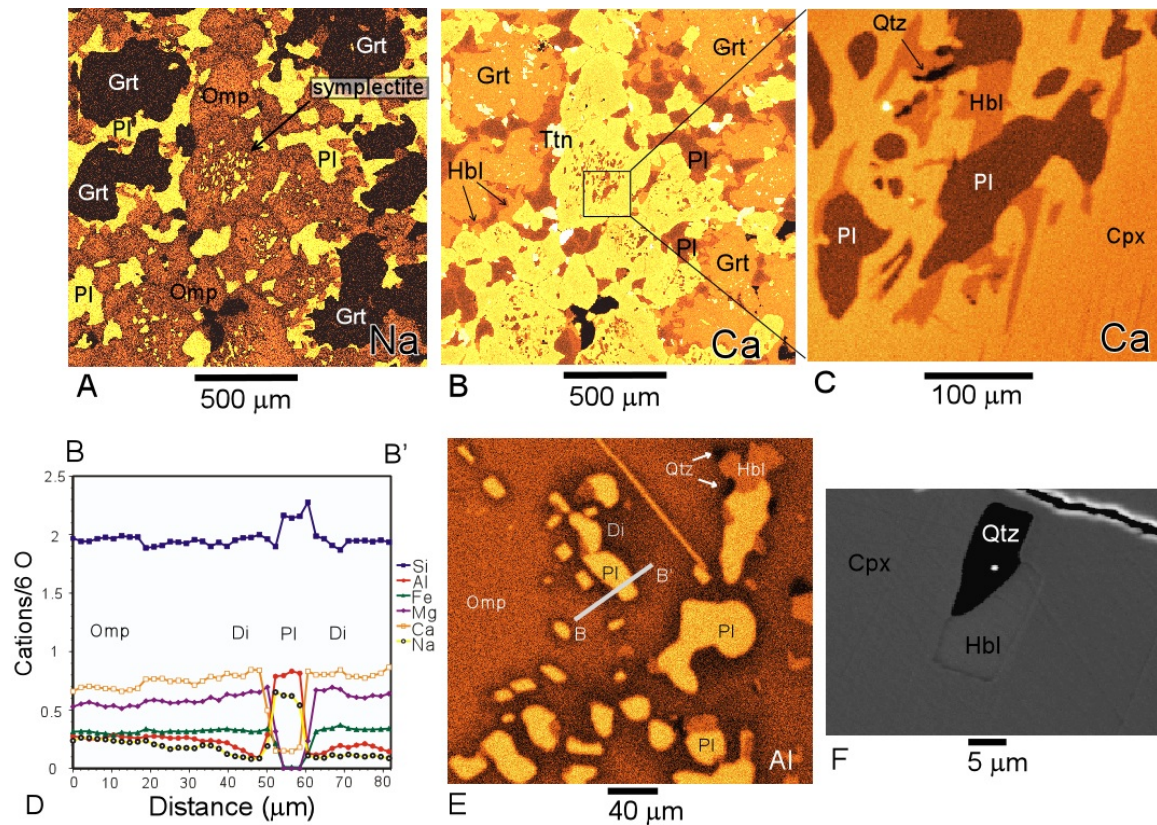 Grt
Grt
Omp
symplectite
Pl
Pl
Grt
Pl
Omp
Grt
Na
A
500 µm
Grt
Grt
Ttn
Pl
Hbl
Pl
Grt
Ca
B
500 µm
Qtz
Hbl
Pl
Pl
Cpx
Ca
C
100 µm
B
B'
2.5
2
1.5
1
0.5
0
Cations/6 O
Omp
Di
Pl
Di
Si
Al
Fe
Mg
Ca
Na
0 10 20 30 40 50 60 70 80
Distance (µm)
D
Qtz
Hbl
Di
Pl
B'
Omp
B
Pl
Pl
Al
E
40 µm
Qtz
Cpx
Hbl
F
5 µm